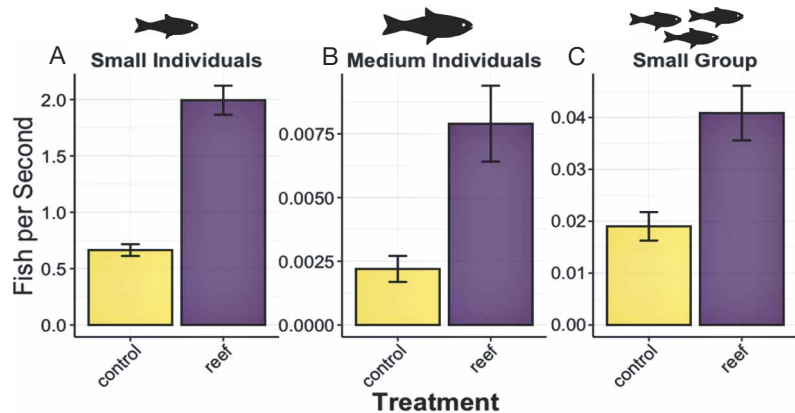 A
Small Individuals
B
Medium Individuals
C
Small Group
Fish per Second
2.0
1.5
1.0
0.5
0.0
control
reef
0.0075
0.0050
0.0025
0.0000
control
reef
0.04
0.03
0.02
0.01
0.00
control
reef
Treatment